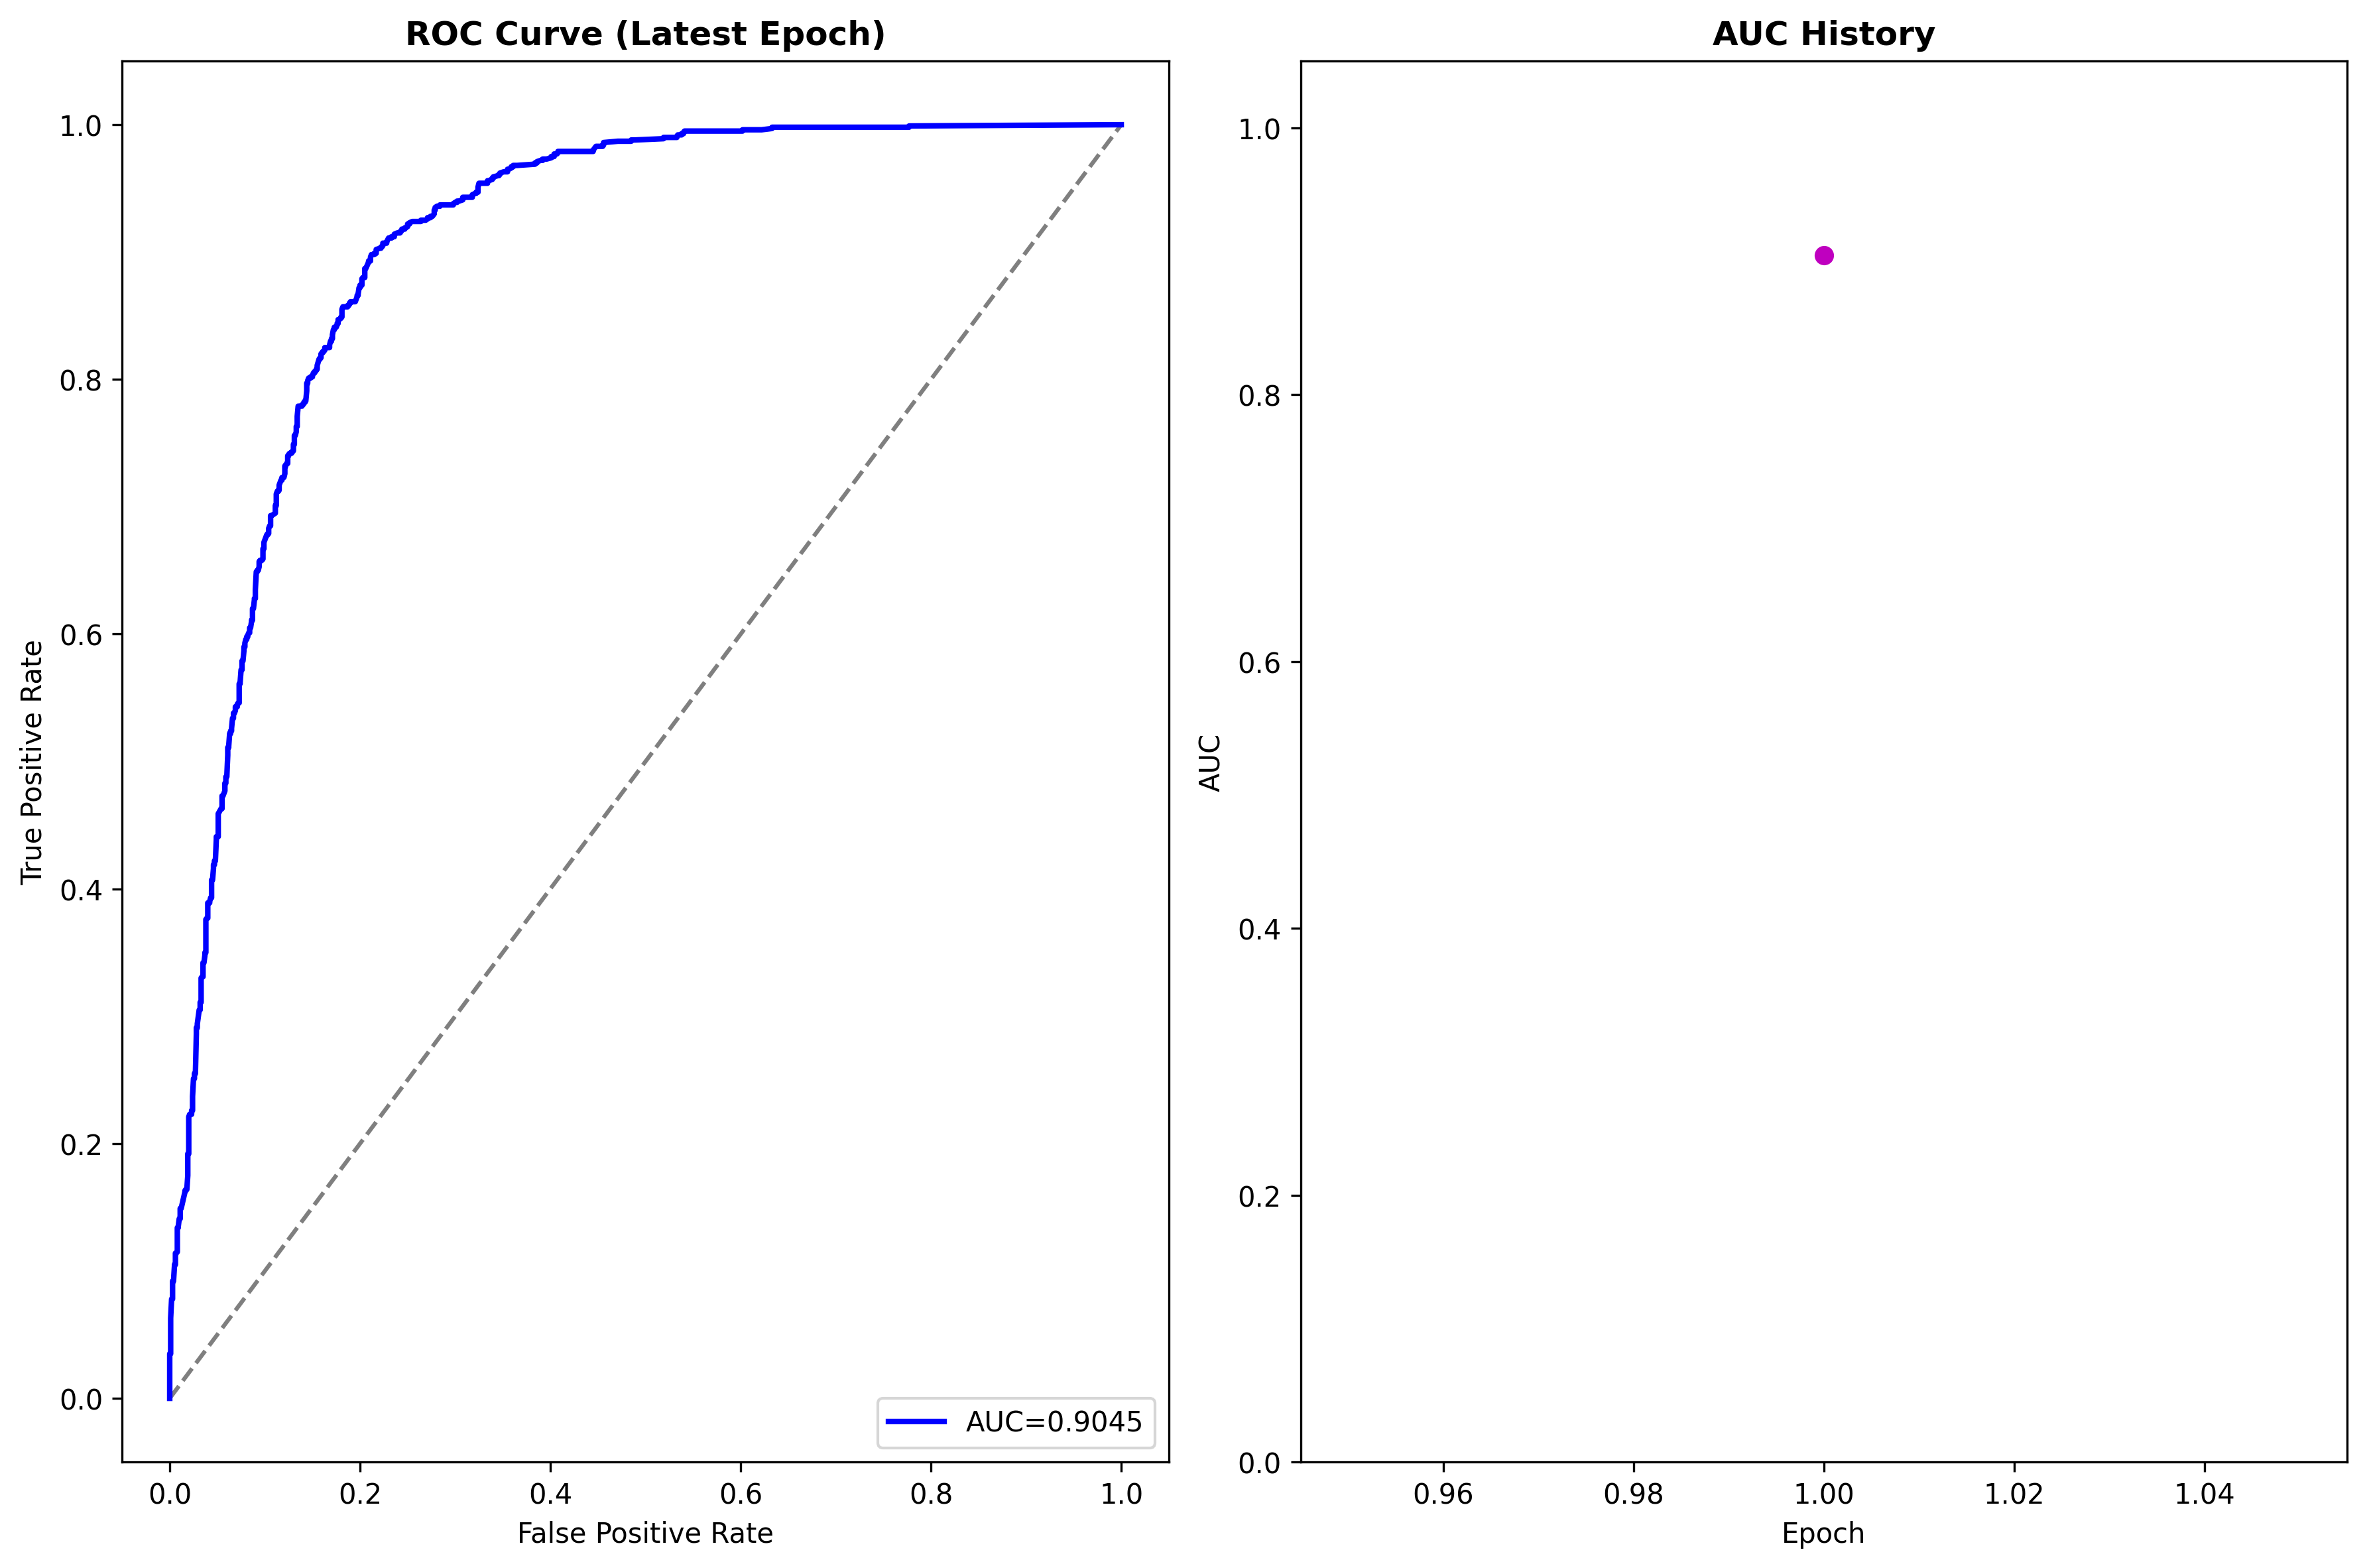 ROC Curve (Latest Epoch)
1.0
0.8
0.6
0.4
0.2
0.0
True Positive Rate
0.0 0.2 0.4 0.6 0.8 1.0
False Positive Rate
AUC=0.9045
AUC History
1.0
0.8
0.6
0.4
0.2
0.0
AUC
0.96 0.98 1.00 1.02 1.04
Epoch